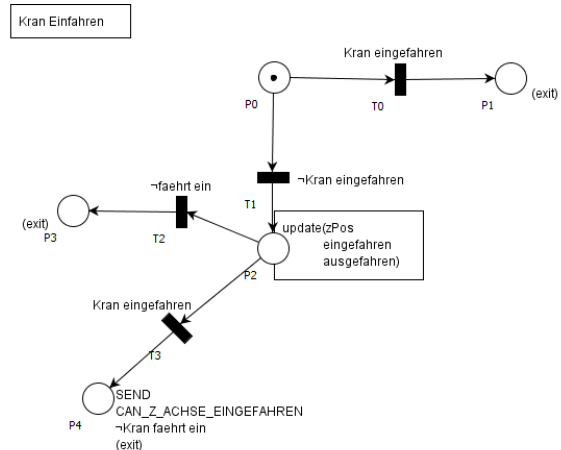 Kran Einfahren
Kran eingefahren
P0
T0
P1
(exit)
¬Kran eingefahren
T1
¬faehrt ein
(exit)
P3
T2
update(zPos
eingefahren
ausgefahren)
P2
Kran eingefahren
T3
SEND
CAN_Z_ACHSE_EINGEFAHREN
¬Kran faehrt ein
(exit)
P4